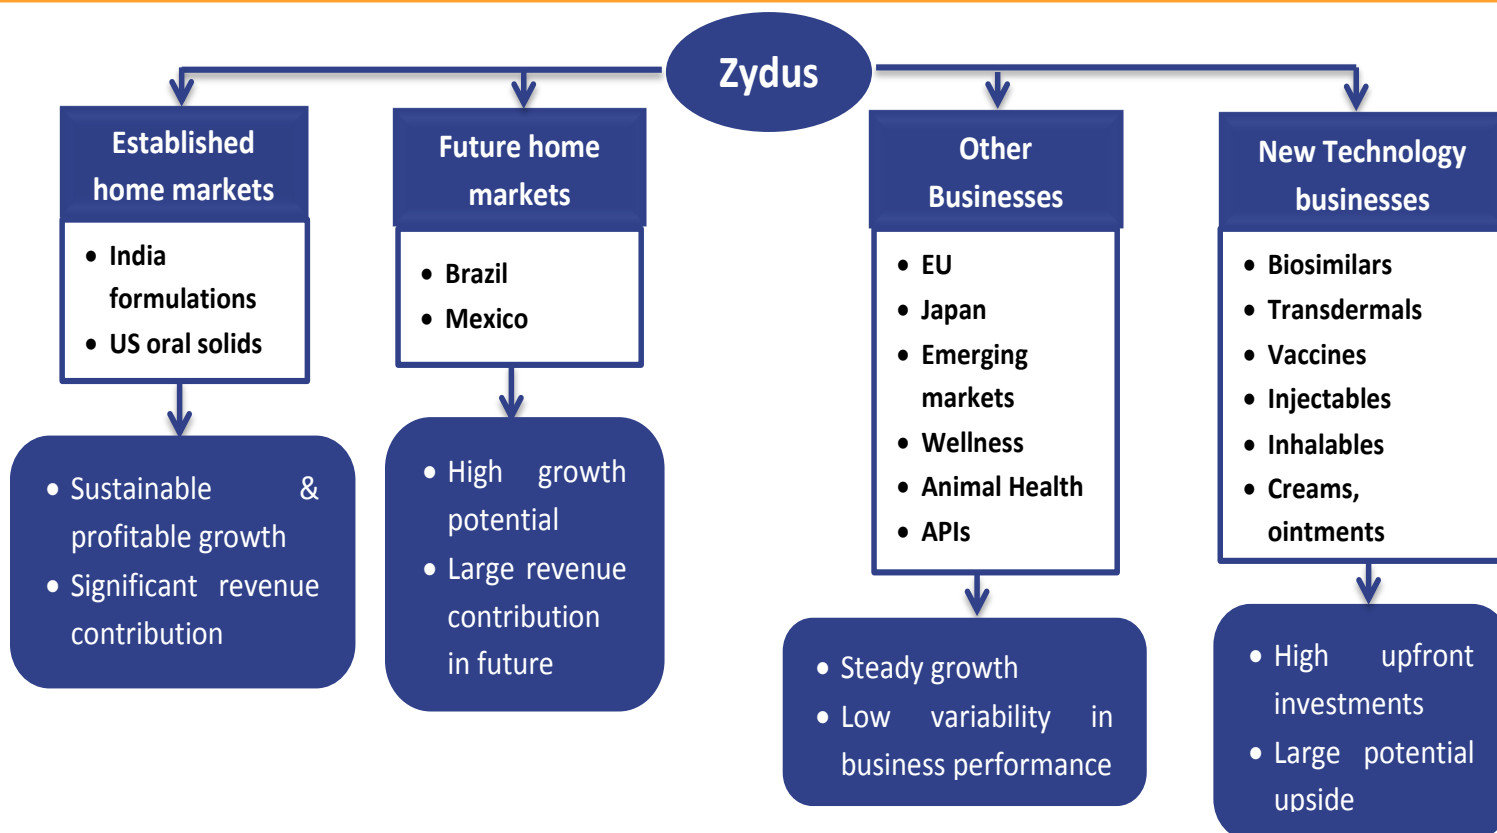 Zydus
Established
home markets
• India
formulations
• US oral solids
• Sustainable &
profitable growth
• Significant revenue
contribution
Future home
markets
• Brazil
• Mexico
• High growth
potential
• Large revenue
contribution
in future
Other
Businesses
• EU
• Japan
• Emerging
markets
• Wellness
• Animal Health
• APIs
• Steady growth
• Low variability in
business performance
New Technology
businesses
• Biosimilars
• Transdermals
• Vaccines
• Injectables
• Inhalables
• Creams,
ointments
• High upfront
investments
• Large potential
upside